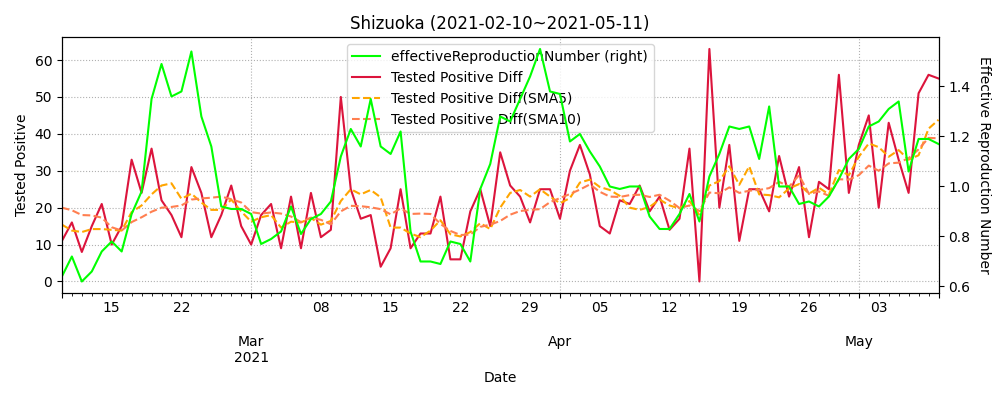 Shizuoka (2021-02-10~2021-05-11)
effectiveReproductionNumber (right)
Tested Positive Diff
Tested Positive Diff(SMA5)
Tested Positive Diff(SMA10)
Tested Positive
60
50
40
30
20
10
0
Effective Reproduction Number
1.4
1.2
1.0
0.8
0.6
15 22 08 15 22 29 05 12 19 26 03
Mar Apr May
2021
Date